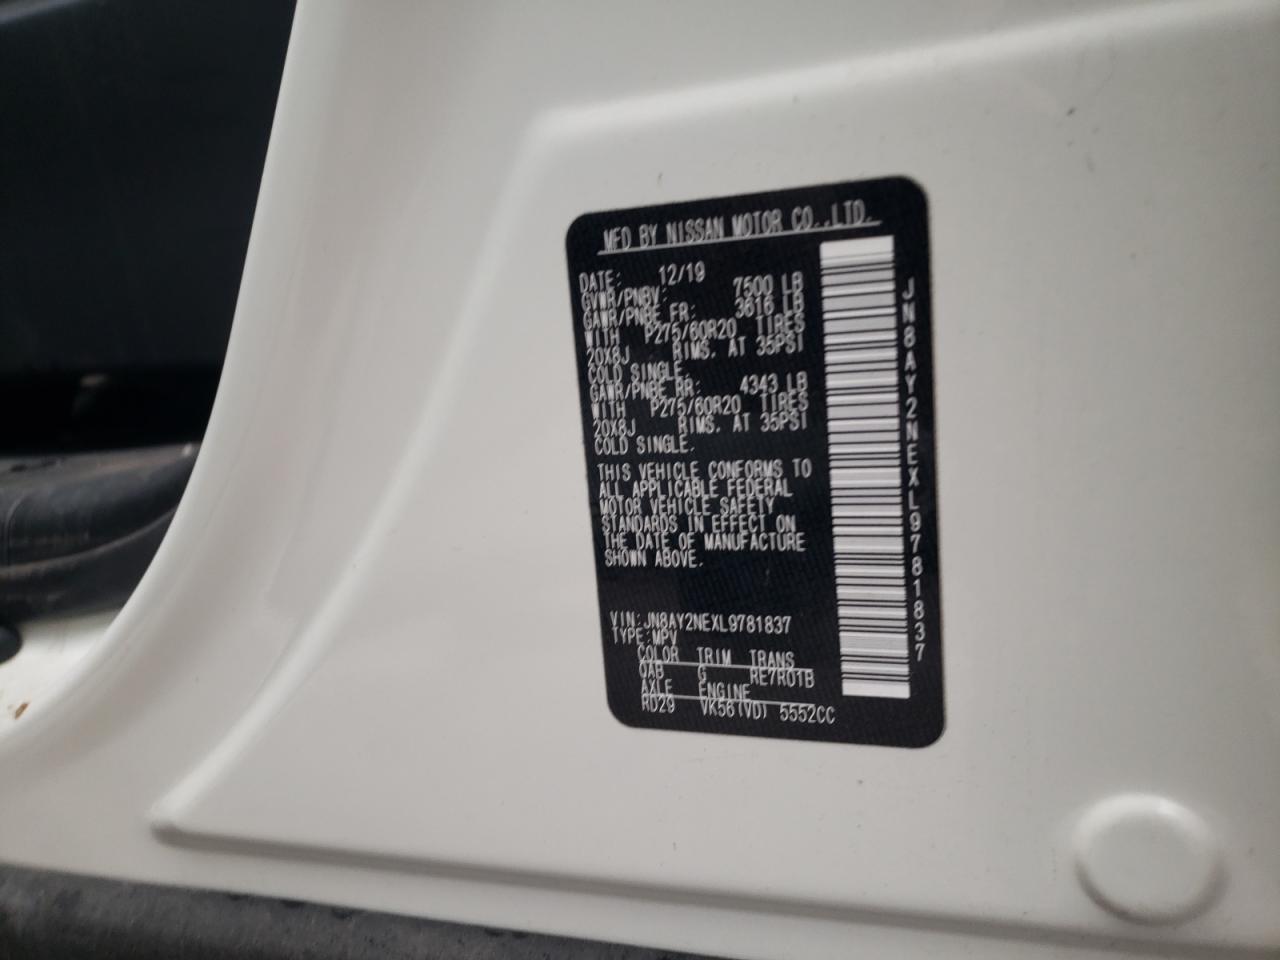 MFD BY NISSAN MOTOR CO.,LTD.
DATE: 12/19
GVWR/PNBV: 7500 LB
GAWR/PNBE FR: 3616 LB
WITH P275/60R20 TIRES
20X8J RIMS. AT 35PSI
COLD SINGLE.
GAWR/PNBE RR: 4343 LB
WITH P275/60R20 TIRES
20X8J RIMS. AT 35PSI
COLD SINGLE.
THIS VEHICLE CONFORMS TO
ALL APPLICABLE FEDERAL
MOTOR VEHICLE SAFETY
STANDARDS IN EFFECT ON
THE DATE OF MANUFACTURE
SHOWN ABOVE.
VIN:JN8AY2NEXL9781837
TYPE:MPV
COLOR TRIM TRANS
QAB G RE7R01B
AXLE ENGINE
RD29 VK56(VD) 5552CC
JN8AY2NEXL9781837